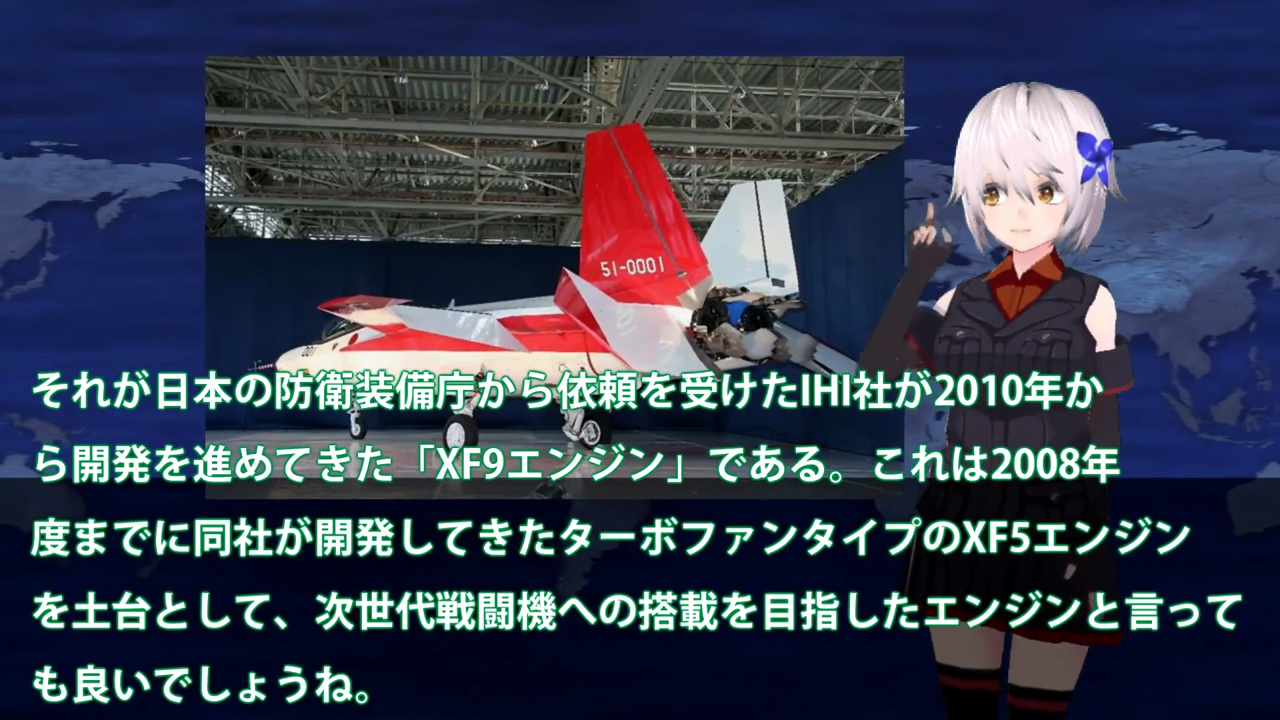 51-0001
001
それが日本の防衛装備庁から依頼を受けたIHI社が2010年か
ら開発を進めてきた「XF9エンジン」である。これは2008年
度までに同社が開発してきたターボファンタイプのXF5エンジン
を土台として、次世代戦闘機への搭載を目指したエンジンと言って
も良いでしょうね。